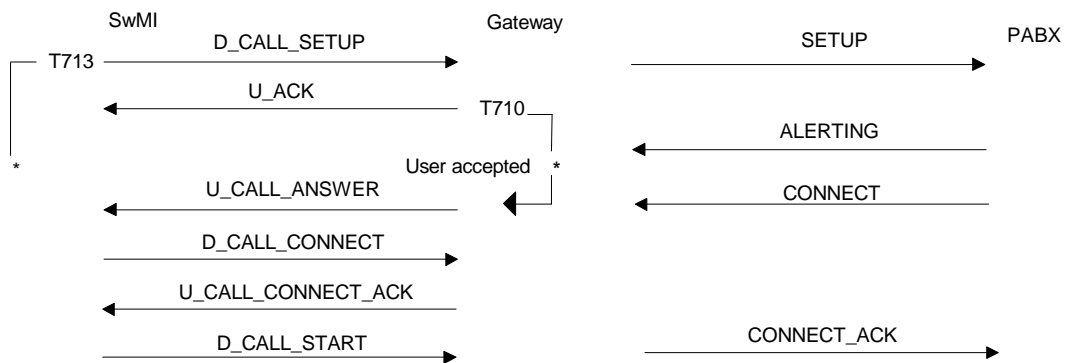 SwMI Gateway PABX
D_CALL_SETUP SETUP
T713
U_ACK
T710
ALERTING
* User accepted *
U_CALL_ANSWER CONNECT
D_CALL_CONNECT
U_CALL_CONNECT_ACK
D_CALL_START CONNECT_ACK